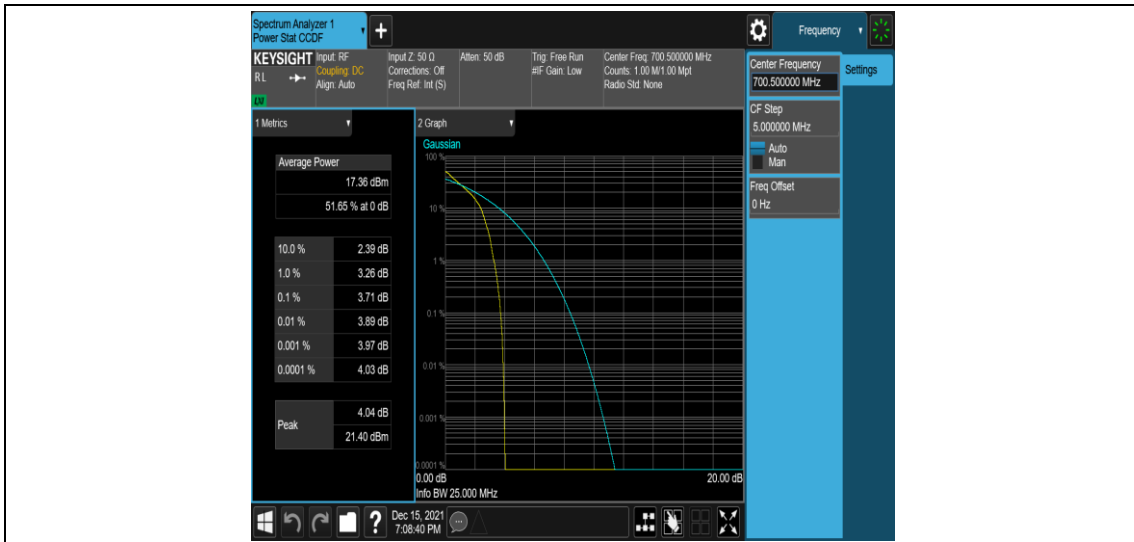 Spectrum Analyzer 1
Power Stat CCDF
Frequency
KEYSIGHT
RL
Input: RF
Coupling: DC
Align: Auto
Input Z: 50 Ω
Corrections: Off
Freq Ref: Int (S)
Atten: 50 dB
Trig: Free Run
#IF Gain: Low
Center Freq: 700.500000 MHz
Counts: 1.00 M/1.00 Mpt
Radio Std: None
Center Frequency
700.500000 MHz
Settings
CF Step
5.000000 MHz
Auto
Man
Freq Offset
0 Hz
1 Metrics
Average Power
17.36 dBm
51.65 % at 0 dB
10.0 % 2.39 dB
1.0 % 3.26 dB
0.1 % 3.71 dB
0.01 % 3.89 dB
0.001 % 3.97 dB
0.0001 % 4.03 dB
Peak
4.04 dB
21.40 dBm
2 Graph
Gaussian
100 %
10 %
1 %
0.1 %
0.01 %
0.001 %
0.0001 %
0.00 dB 20.00 dB
Info BW 25.000 MHz
Dec 15, 2021
7:08:40 PM